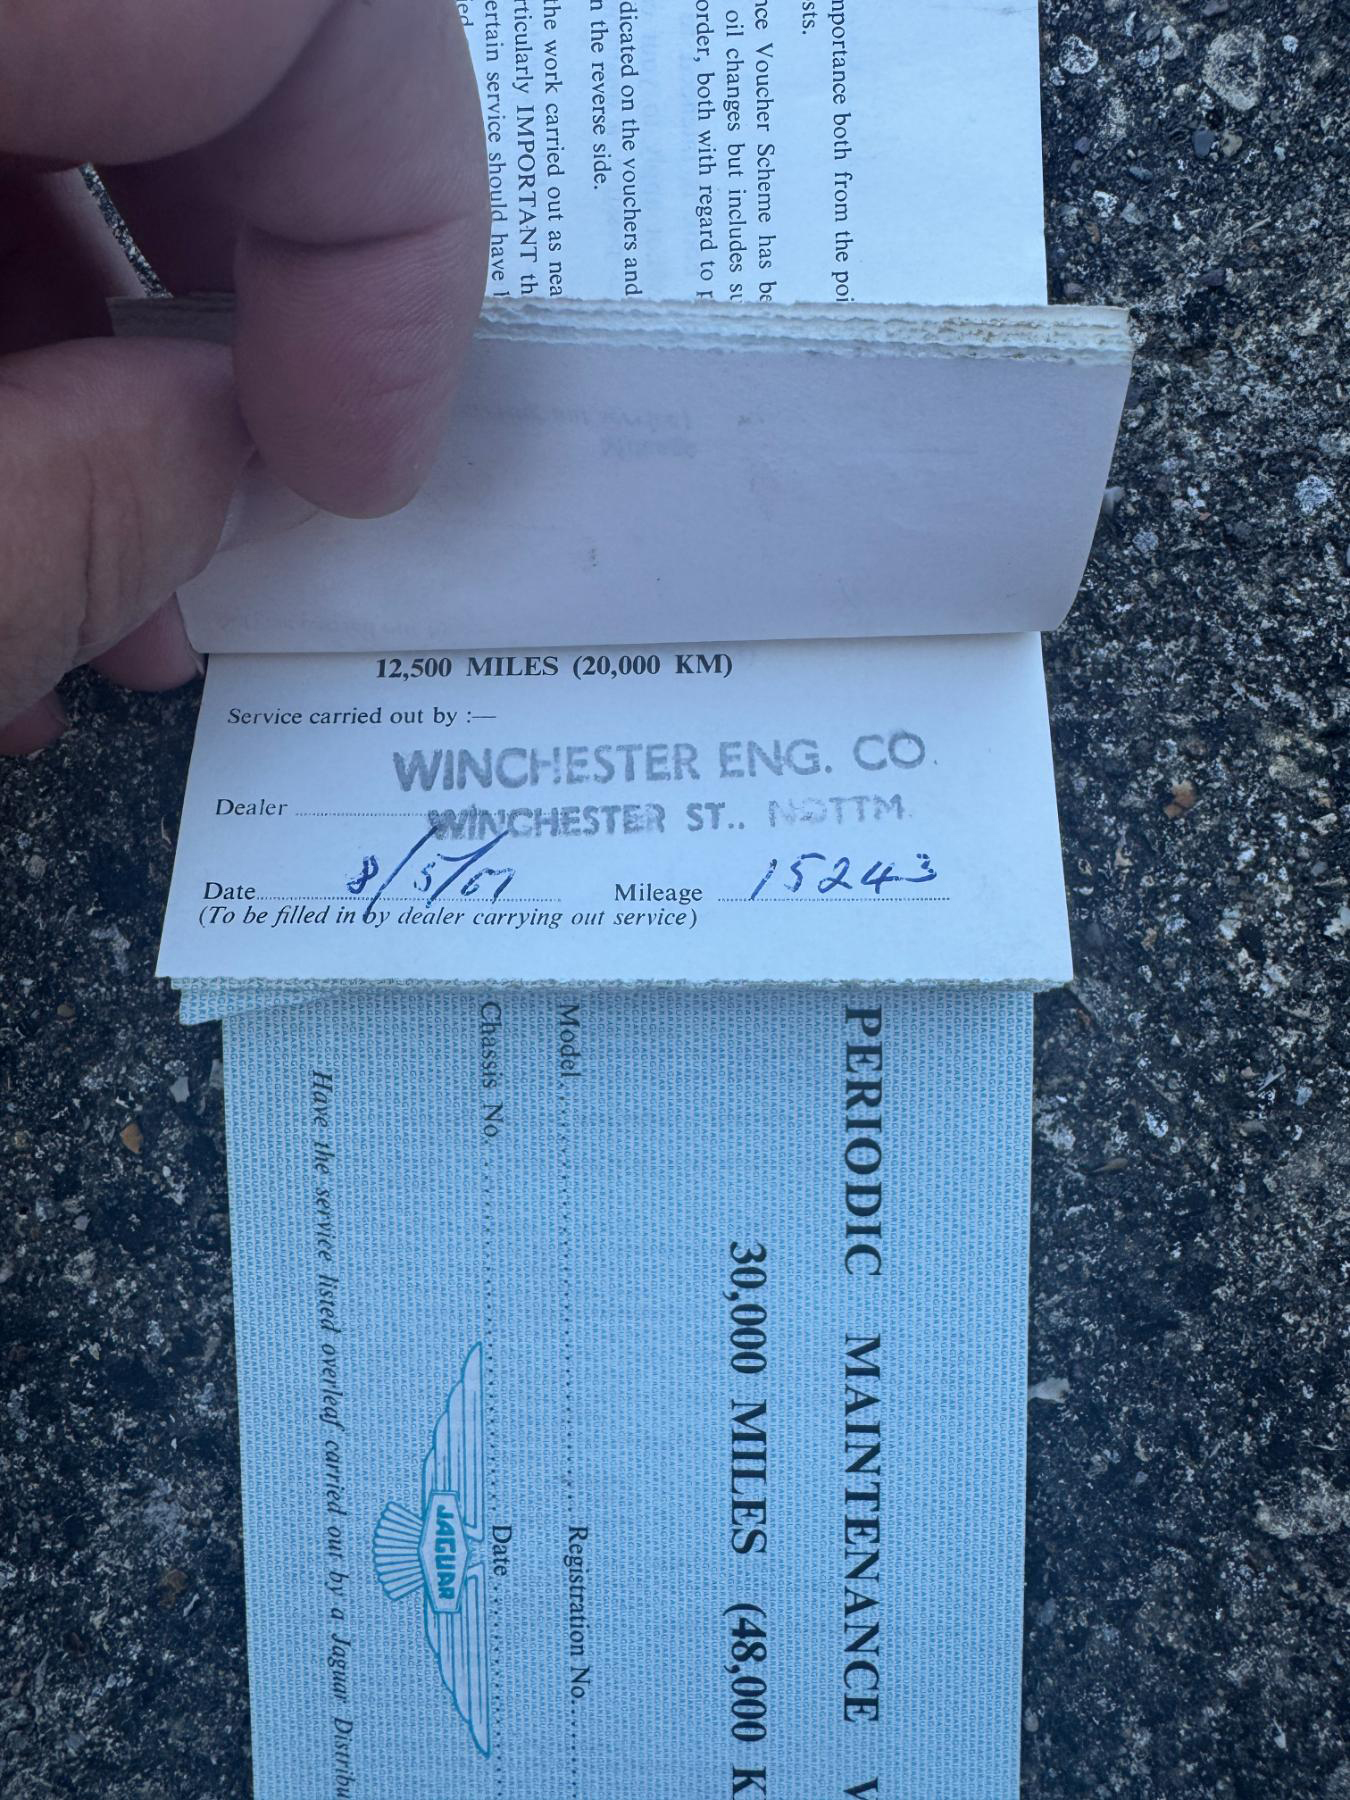 mportance both from the poi
sts.
nce Voucher Scheme has be
oil changes but includes su
order, both with regard to p
dicated on the vouchers and
n the reverse side.
the work carried out as nea
rticularly IMPORTANT th
ertain service should have
12,500 MILES (20,000 KM)
Service carried out by :—
WINCHESTER ENG. CO.
Dealer
WINCHESTER ST., NOTTM.
Date 8/5/67 Mileage 15243
(To be filled in by dealer carrying out service)
PERIODIC MAINTENANCE V
30,000 MILES (48,000 K
Model Registration No.
Chassis No. Date
JAGUAR
Have the service listed overleaf carried out by a Jaguar Distribu